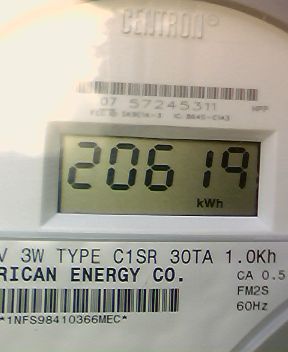 CENTRON®
07 57245311 HPP
20619
kWh
V 3W TYPE C1SR 30TA 1.0Kh
RICAN ENERGY CO. CA 0.5
FM2S
60Hz
*1NFS98410366MEC*